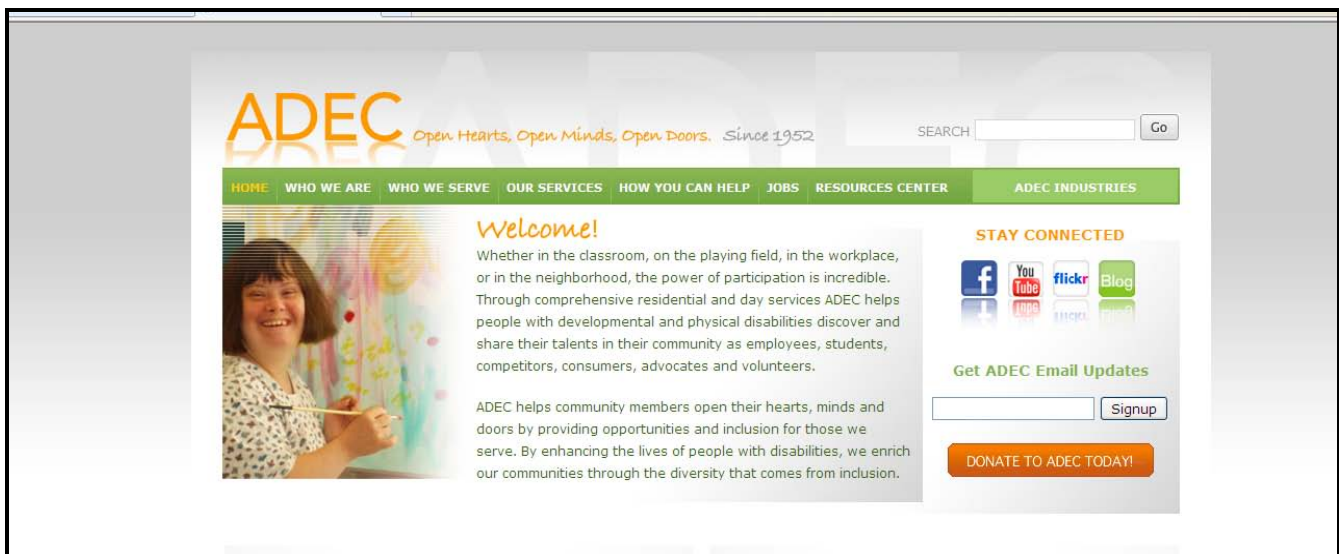 ADEC
Open Hearts, Open Minds, Open Doors. Since 1952
SEARCH
Go
HOME WHO WE ARE WHO WE SERVE OUR SERVICES HOW YOU CAN HELP JOBS RESOURCES CENTER ADEC INDUSTRIES
Welcome!
Whether in the classroom, on the playing field, in the workplace,
or in the neighborhood, the power of participation is incredible.
Through comprehensive residential and day services ADEC helps
people with developmental and physical disabilities discover and
share their talents in their community as employees, students,
competitors, consumers, advocates and volunteers.
ADEC helps community members open their hearts, minds and
doors by providing opportunities and inclusion for those we
serve. By enhancing the lives of people with disabilities, we enrich
our communities through the diversity that comes from inclusion.
STAY CONNECTED
f You Tube flickr Blog
Get ADEC Email Updates
Signup
DONATE TO ADEC TODAY!